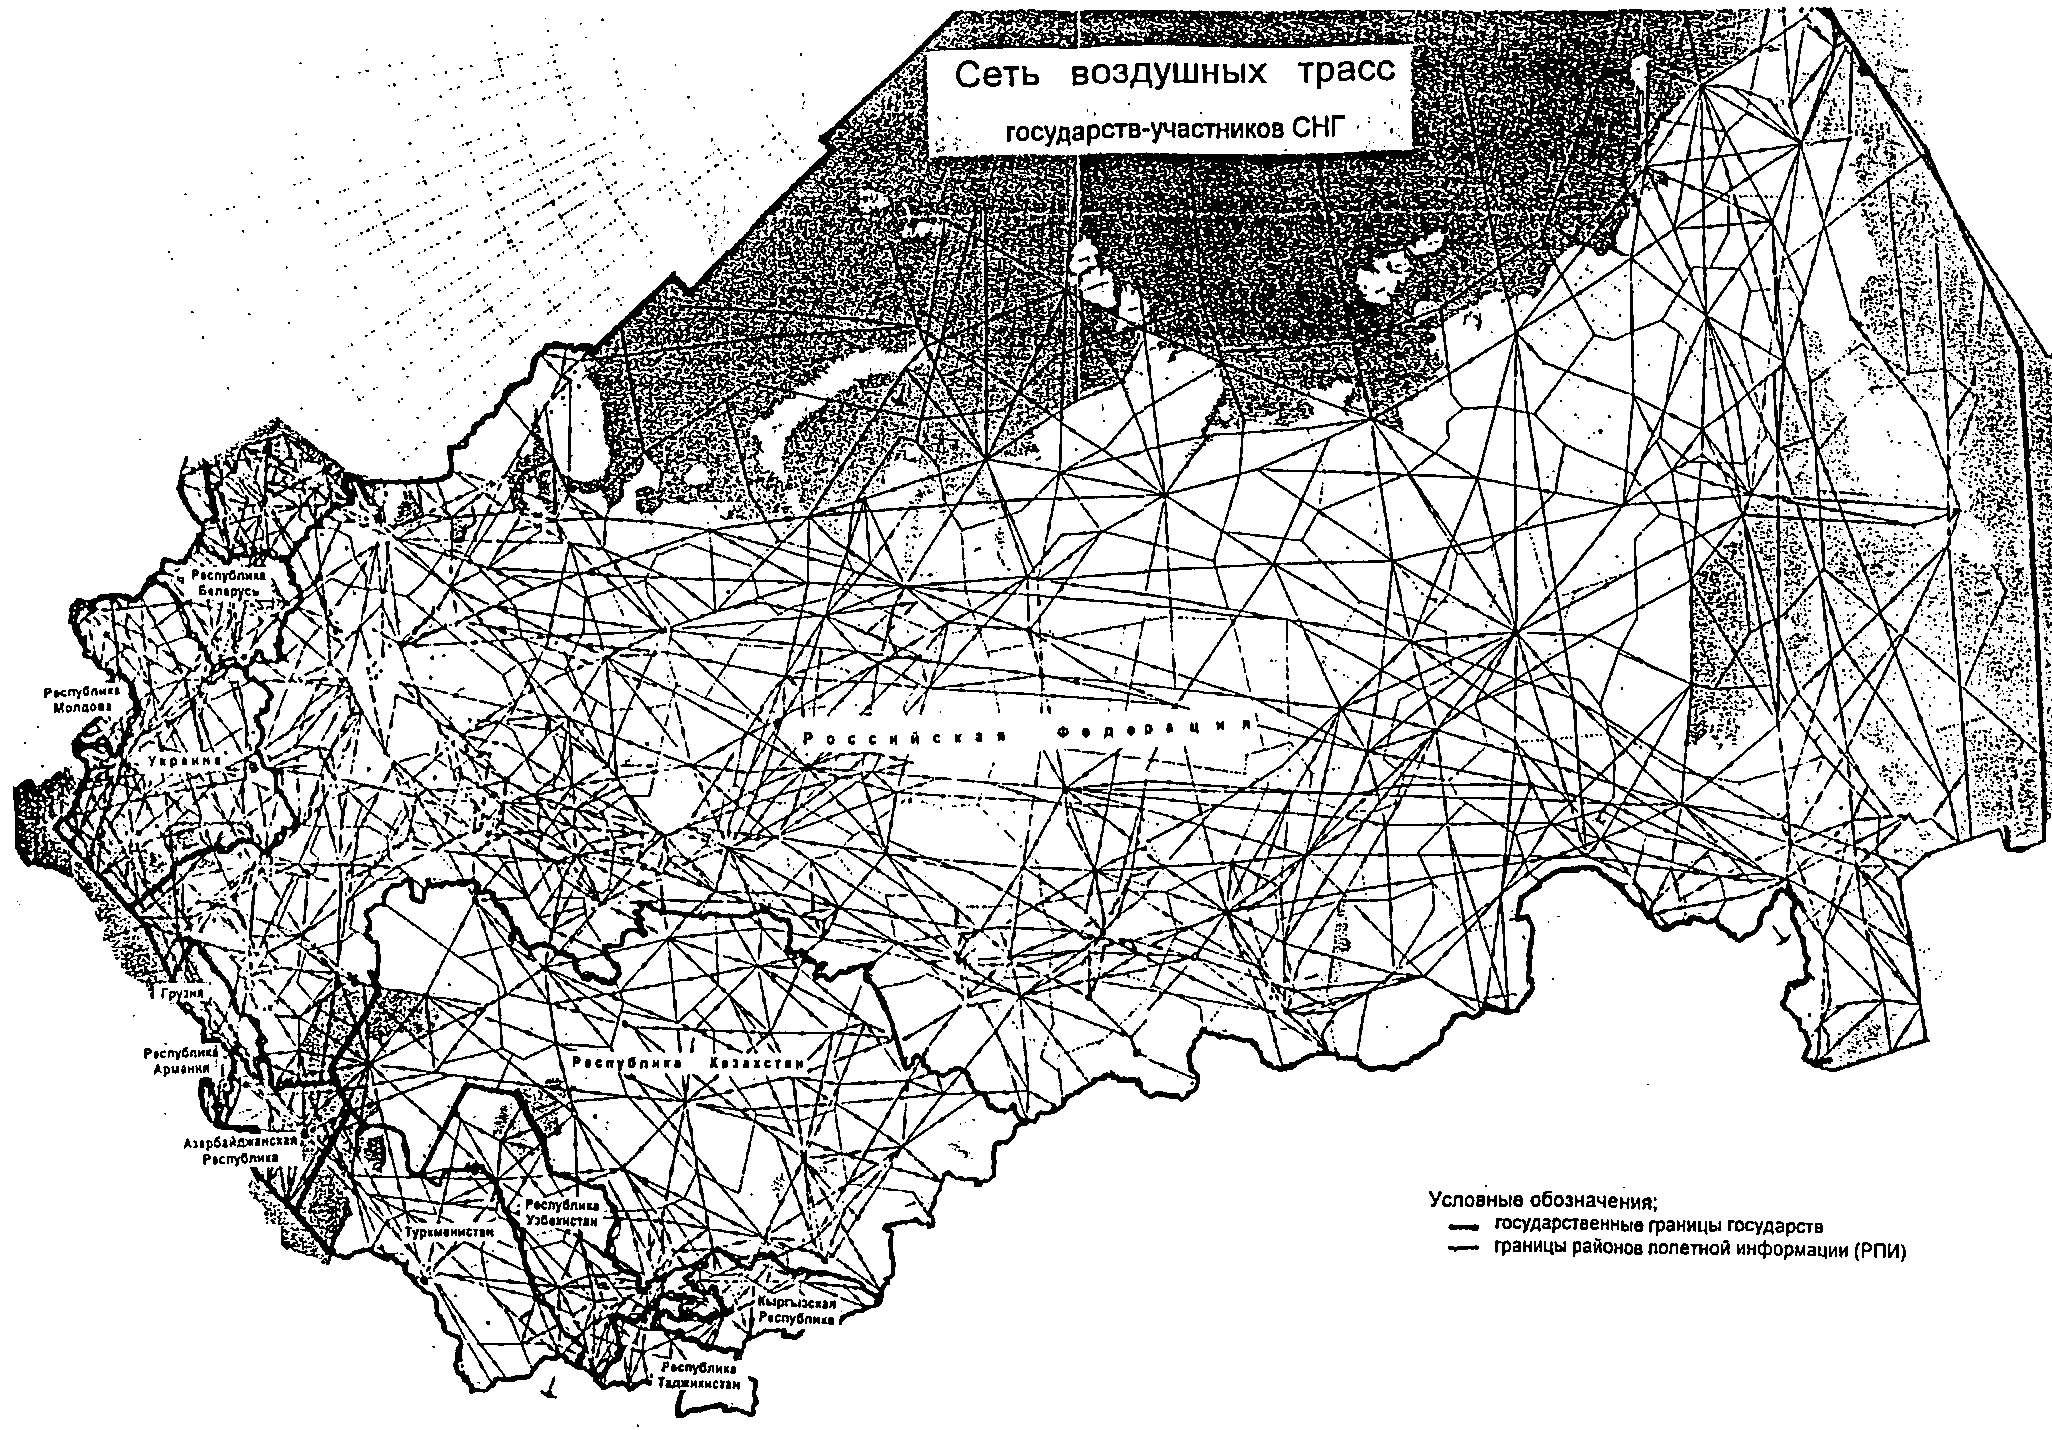 Сеть воздушных трасс
государств-участников СНГ
Республика
Беларусь
Республика
Молдова
Украина
Российская Федерация
Грузия
Республика
Армения
Республика Казахстан
Азербайджанская
Республика
Республика
Узбекистан
Туркменистан
Кыргызская
Республика
Республика
Таджикистан
Условные обозначения;
государственные границы государств
границы районов полетной информации (РПИ)